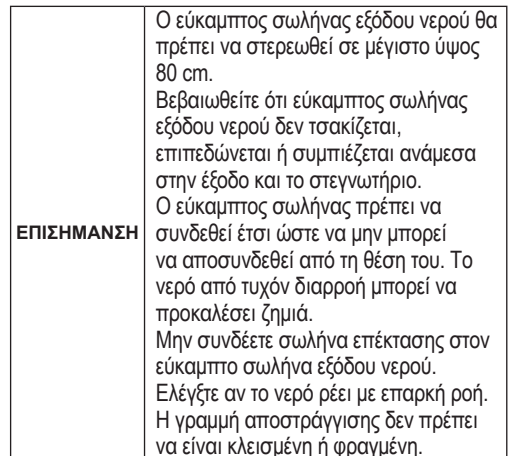 ΕΠΙΣΗΜΑΝΣΗ
Ο εύκαμπτος σωλήνας εξόδου νερού θα
πρέπει να στερεωθεί σε μέγιστο ύψος
80 cm.
Βεβαιωθείτε ότι εύκαμπτος σωλήνας
εξόδου νερού δεν τσακίζεται,
επιπεδώνεται ή συμπιέζεται ανάμεσα
στην έξοδο και το στεγνωτήριο.
Ο εύκαμπτος σωλήνας πρέπει να
συνδεθεί έτσι ώστε να μην μπορεί
να αποσυνδεθεί από τη θέση του. Το
νερό από τυχόν διαρροή μπορεί να
προκαλέσει ζημιά.
Μην συνδέετε σωλήνα επέκτασης στον
εύκαμπτο σωλήνα εξόδου νερού.
Ελέγξτε αν το νερό ρέει με επαρκή ροή.
Η γραμμή αποστράγγισης δεν πρέπει
να είναι κλεισμένη ή φραγμένη.